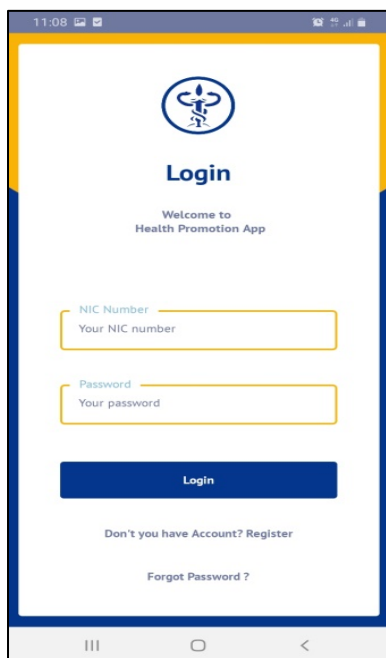 11:08
Login
Welcome to
Health Promotion App
NIC Number
Your NIC number
Password
Your password
Login
Don't you have Account? Register
Forgot Password ?